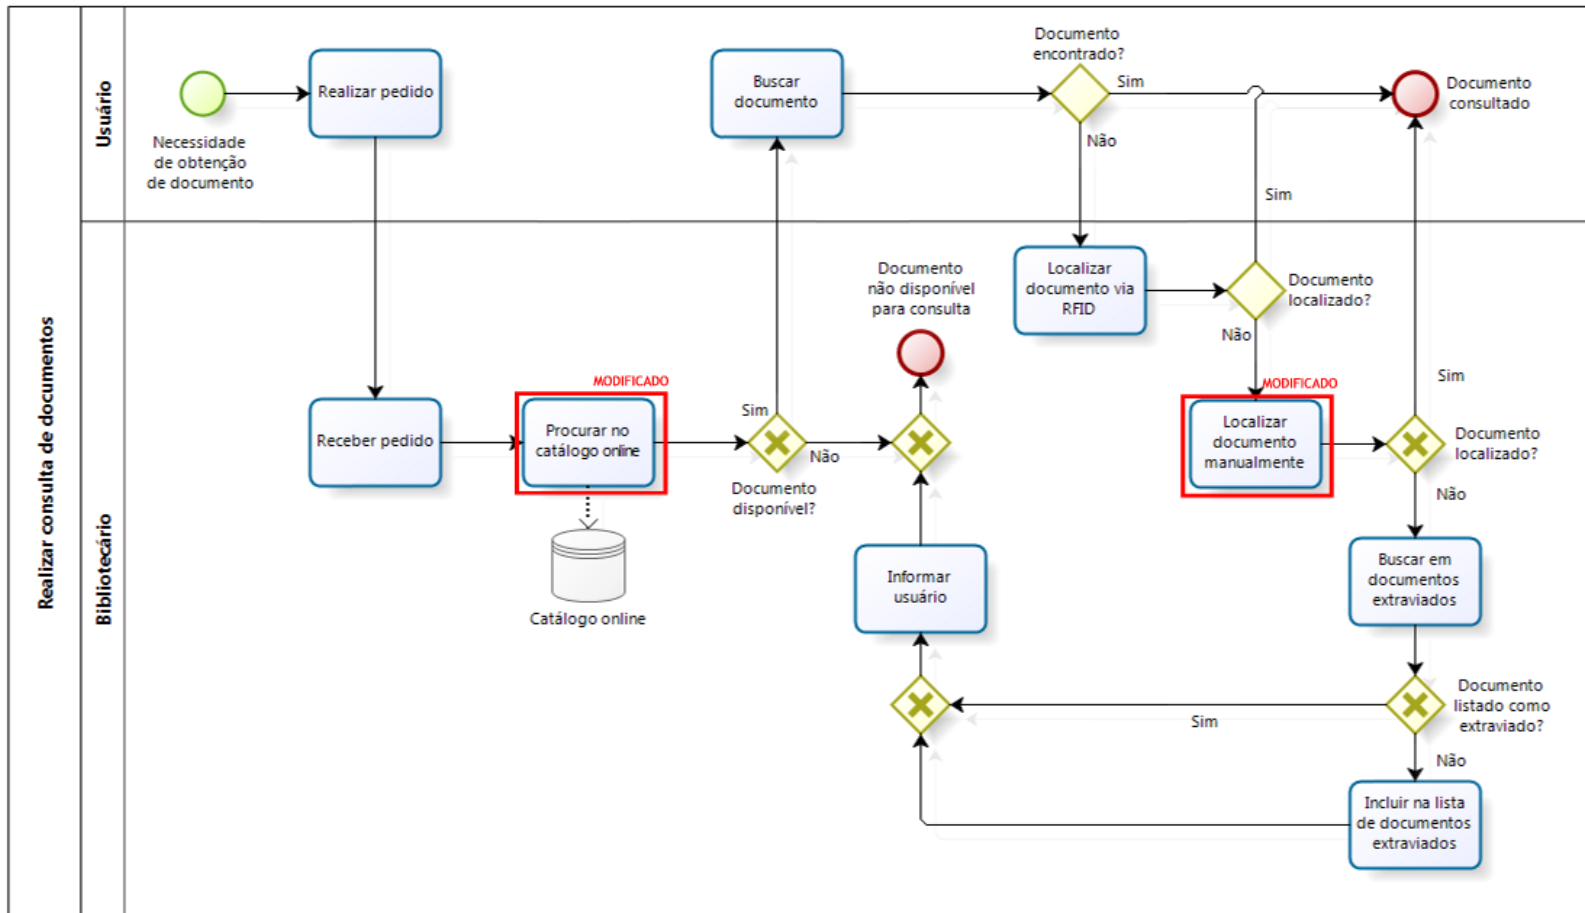 Realizar consulta de documentos
Usuário
Necessidade
de obtenção
de documento
Realizar pedido
Buscar
documento
Documento
encontrado?
Sim
Não
Documento
consultado
Sim
Bibliotecário
Receber pedido
MODIFICADO
Procurar no
catálogo online
Catálogo online
Sim
Não
Documento
disponível?
Documento
não disponível
para consulta
Localizar
documento via
RFID
Documento
localizado?
Não
MODIFICADO
Localizar
documento
manualmente
Sim
Documento
localizado?
Não
Informar
usuário
Buscar em
documentos
extraviados
Documento
listado como
extraviado?
Sim
Não
Incluir na lista
de documentos
extraviados